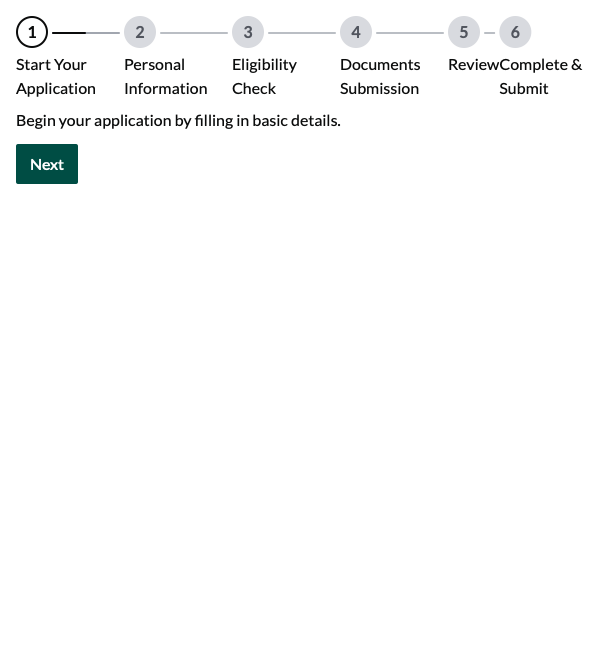 1 2 3 4 5 6
Start Your Personal Eligibility Documents Review Complete &
Application Information Check Submission Submit
Begin your application by filling in basic details.
Next